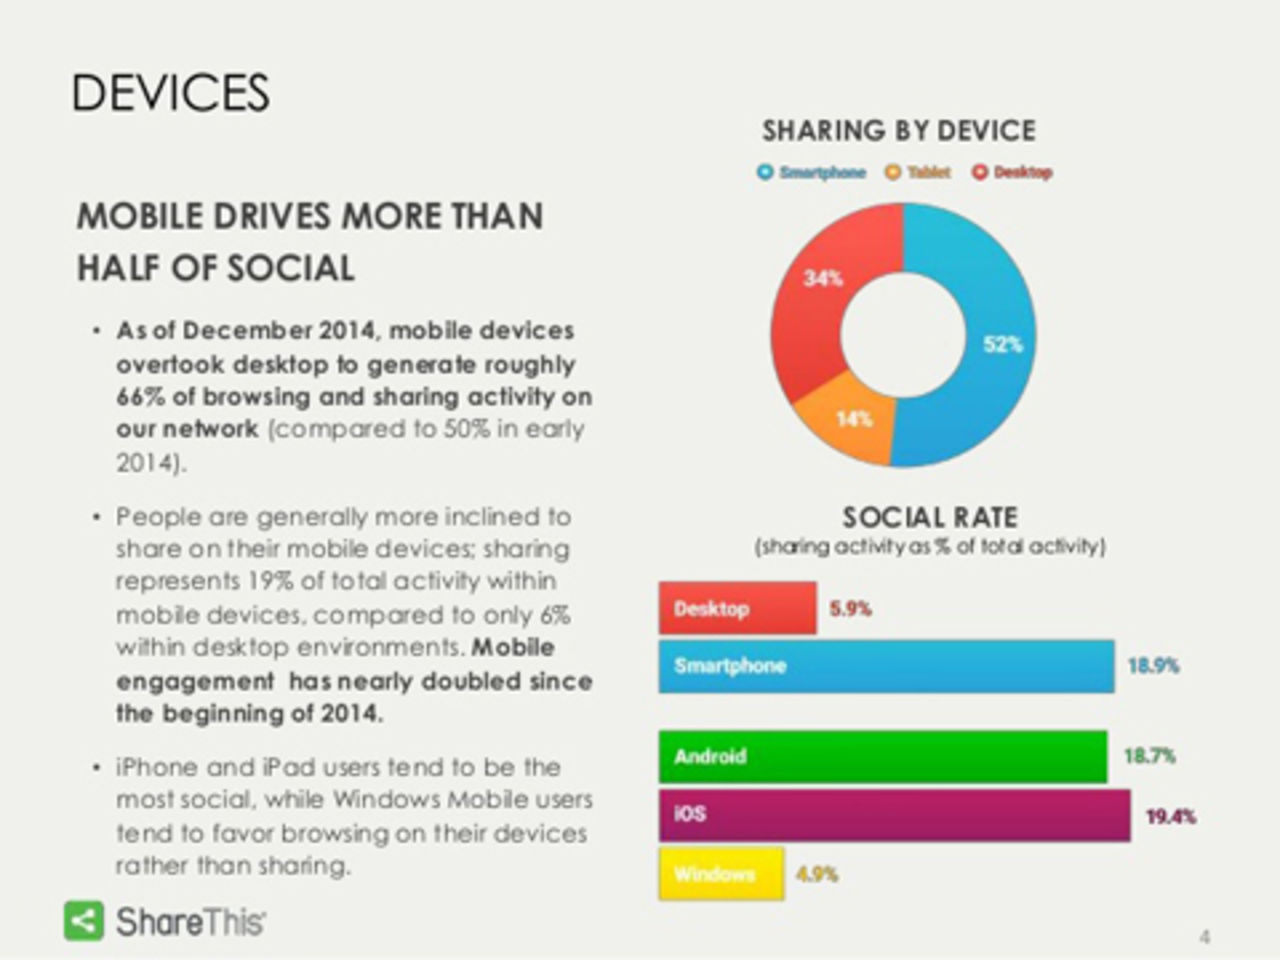 DEVICES
MOBILE DRIVES MORE THAN
HALF OF SOCIAL
• As of December 2014, mobile devices
overtook desktop to generate roughly
66% of browsing and sharing activity on
our network (compared to 50% in early
2014).
• People are generally more inclined to
share on their mobile devices; sharing
represents 19% of total activity within
mobile devices, compared to only 6%
within desktop environments. Mobile
engagement has nearly doubled since
the beginning of 2014.
• iPhone and iPad users tend to be the
most social, while Windows Mobile users
tend to favor browsing on their devices
rather than sharing.
ShareThis
SHARING BY DEVICE
Smartphone Tablet Desktop
34%
52%
14%
SOCIAL RATE
(sharing activity as % of total activity)
Desktop 5.9%
Smartphone 18.9%
Android 18.7%
iOS 19.4%
Windows 4.9%
4